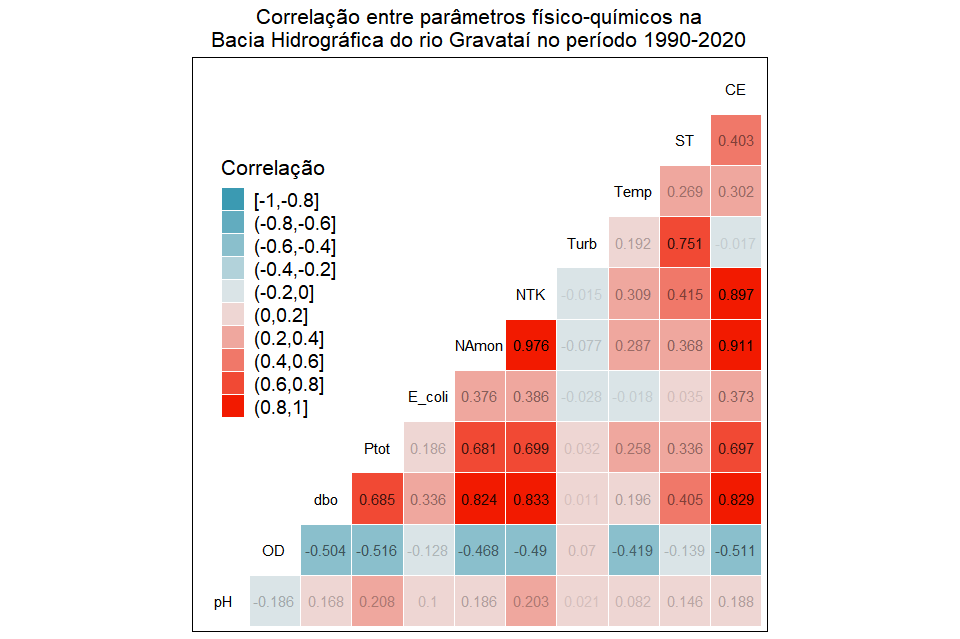 Correlação entre parâmetros físico-químicos na
Bacia Hidrográfica do rio Gravataí no período 1990-2020
CE
ST 0.403
Temp 0.269 0.302
Turb 0.192 0.751 -0.017
NTK -0.015 0.309 0.415 0.897
NAmon 0.976 -0.077 0.287 0.368 0.911
E_coli 0.376 0.386 -0.028 -0.018 0.035 0.373
Ptot 0.186 0.681 0.699 0.032 0.258 0.336 0.697
dbo 0.685 0.336 0.824 0.833 0.011 0.196 0.405 0.829
OD -0.504 -0.516 -0.128 -0.468 -0.49 0.07 -0.419 -0.139 -0.511
pH -0.186 0.168 0.208 0.1 0.186 0.203 0.021 0.082 0.146 0.188
Correlação
[-1,-0.8]
(-0.8,-0.6]
(-0.6,-0.4]
(-0.4,-0.2]
(-0.2,0]
(0,0.2]
(0.2,0.4]
(0.4,0.6]
(0.6,0.8]
(0.8,1]